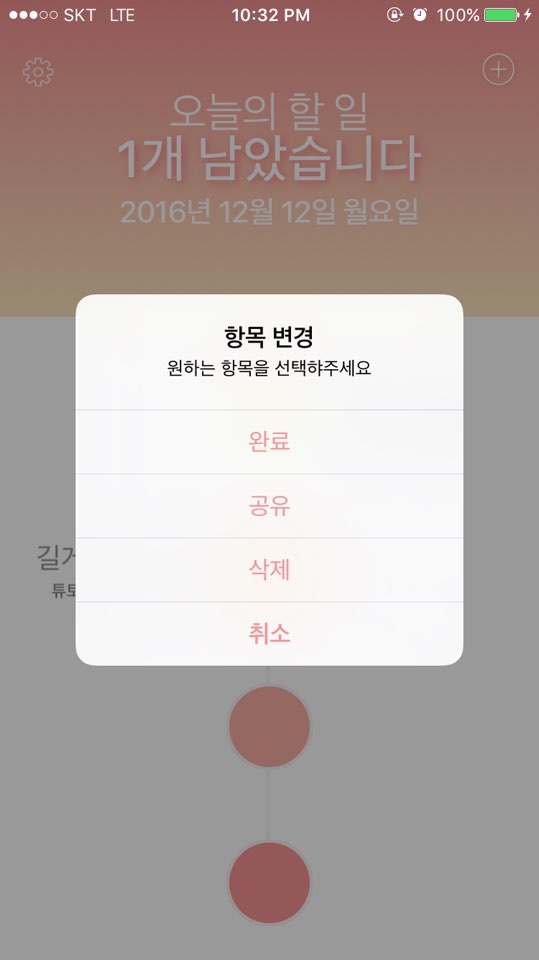 SKT LTE 10:32 PM 100%
오늘의 할 일
1개 남았습니다
2016년 12월 12일 월요일
항목 변경
원하는 항목을 선택햐주세요
완료
공유
길게
삭제
튜토
취소